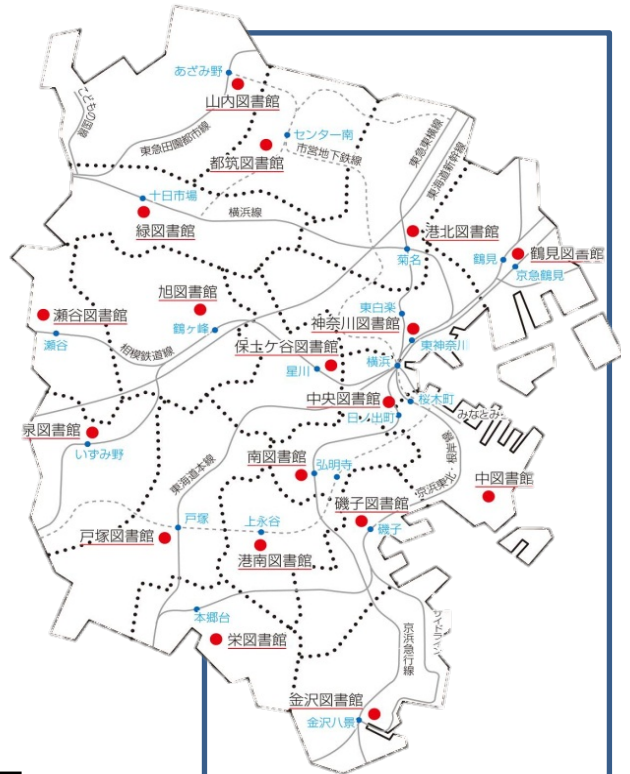 あざみ野
山内図書館
こどもの国線
東急田園都市線
センター南
都筑図書館
市営地下鉄線
東急東横線
東海道新幹線
十日市場
緑図書館
横浜線
港北図書館
菊名
鶴見
鶴見図書館
京急鶴見
旭図書館
鶴ヶ峰
瀬谷図書館
瀬谷
相模鉄道線
東白楽
神奈川図書館
東神奈川
保土ケ谷図書館
星川
横浜
中央図書館
桜木町
日ノ出町
みなとみ
泉図書館
いずみ野
東海道本線
南図書館
弘明寺
京浜東北・根岸線
中図書館
磯子図書館
磯子
戸塚
戸塚図書館
上永谷
港南図書館
本郷台
栄図書館
京浜急行線
サイドライン
金沢図書館
金沢八景